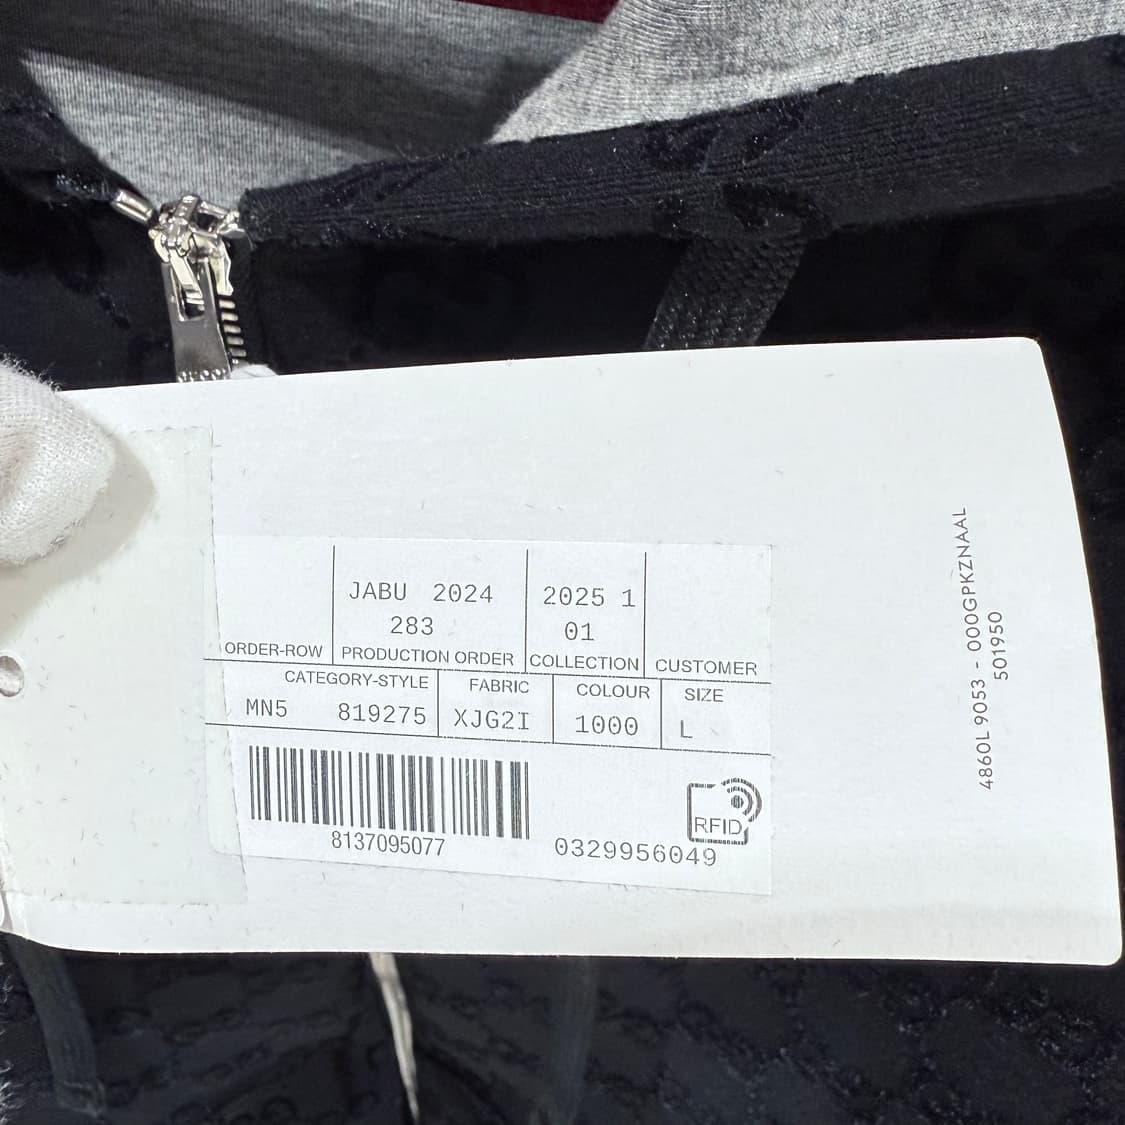 JABU 2024
283
2025 1
01
ORDER-ROW
PRODUCTION ORDER
COLLECTION
CUSTOMER
CATEGORY-STYLE
FABRIC
COLOUR
SIZE
MN5 819275
XJG2I
1000
L
8137095077
RFID
0329956049
4860L 9053 - 000GPKZNAAL
501950